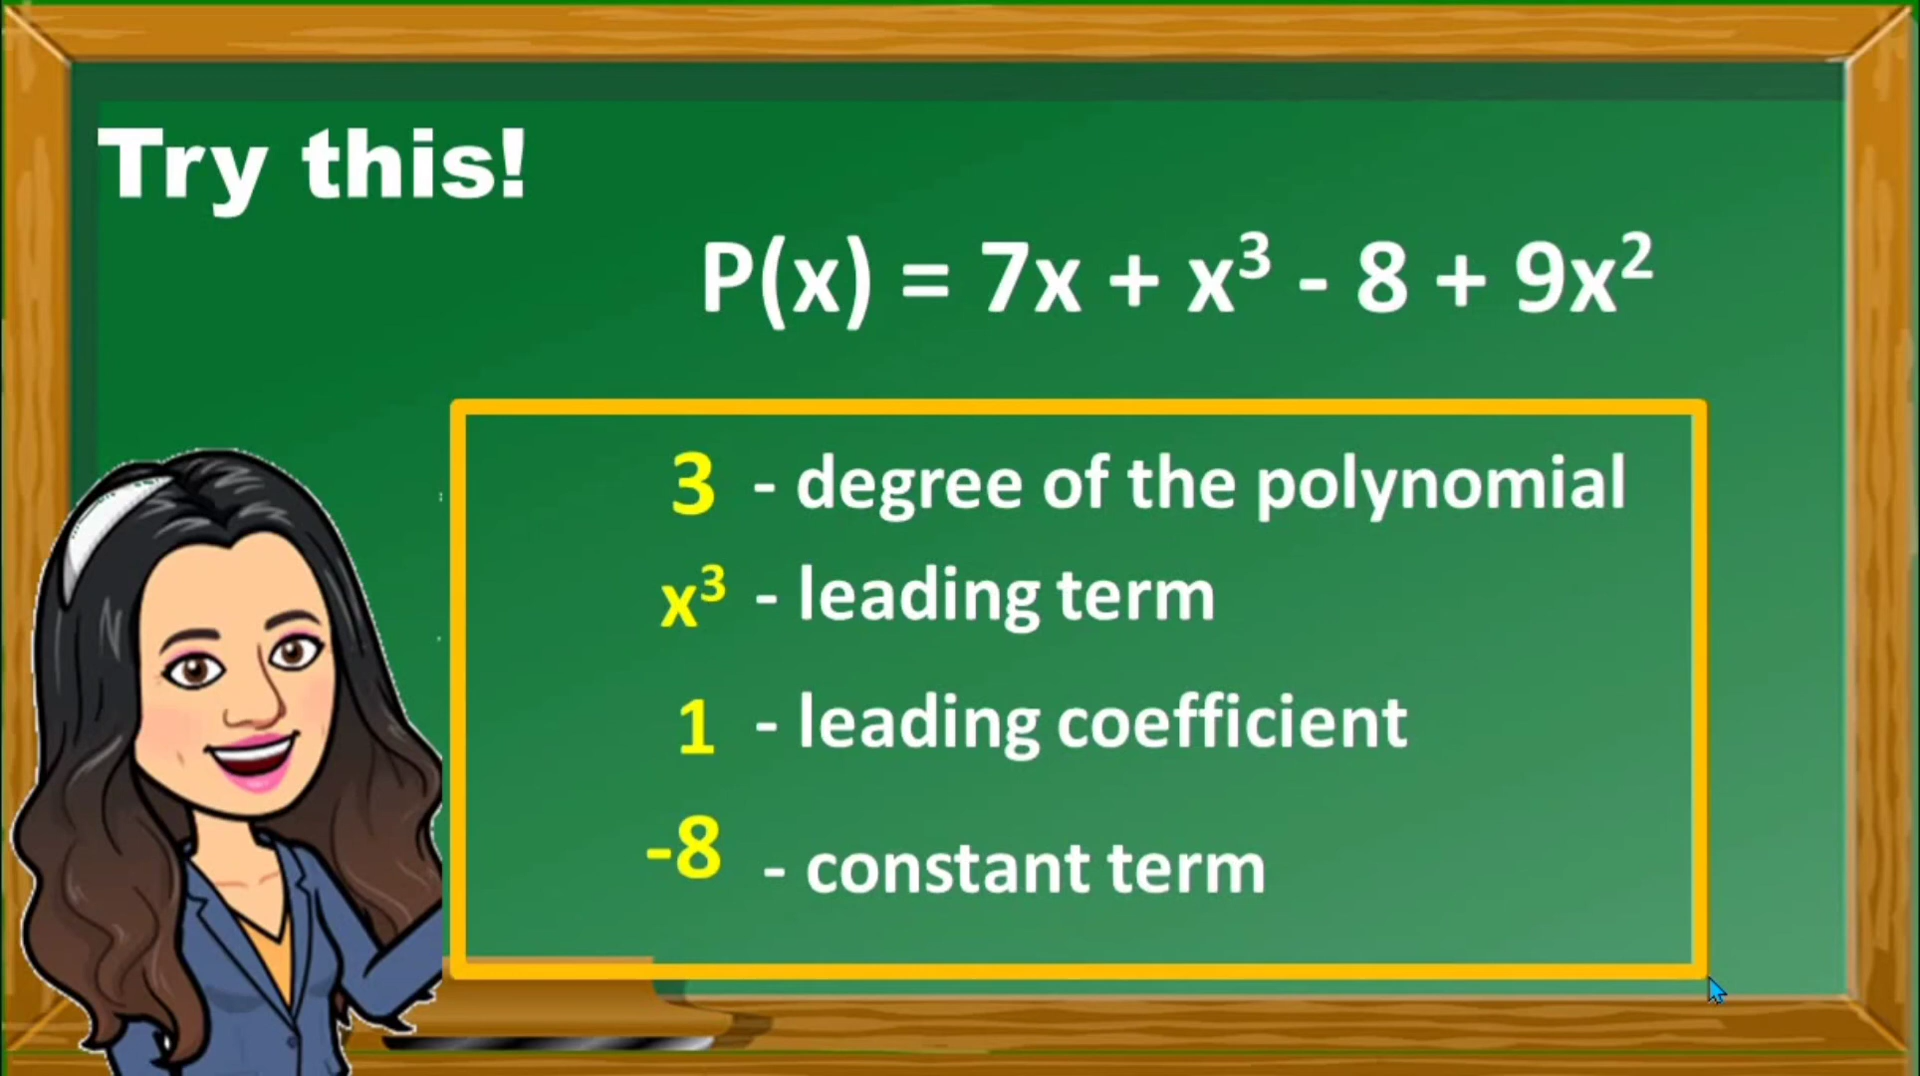 Try this!
P(x) = 7x + x³ - 8 + 9x²
3 - degree of the polynomial
x³ - leading term
1 - leading coefficient
-8 - constant term